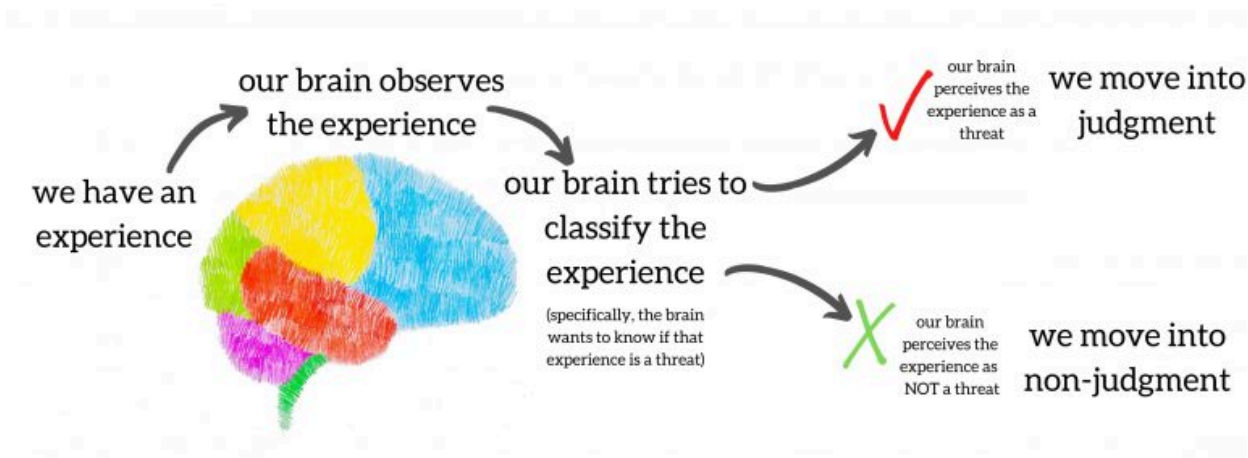 we have an
experience
our brain observes
the experience
our brain tries to
classify the
experience
(specifically, the brain
wants to know if that
experience is a threat)
our brain
perceives the
experience as a
threat
we move into
judgment
our brain
perceives the
experience as
NOT a threat
we move into
non-judgment